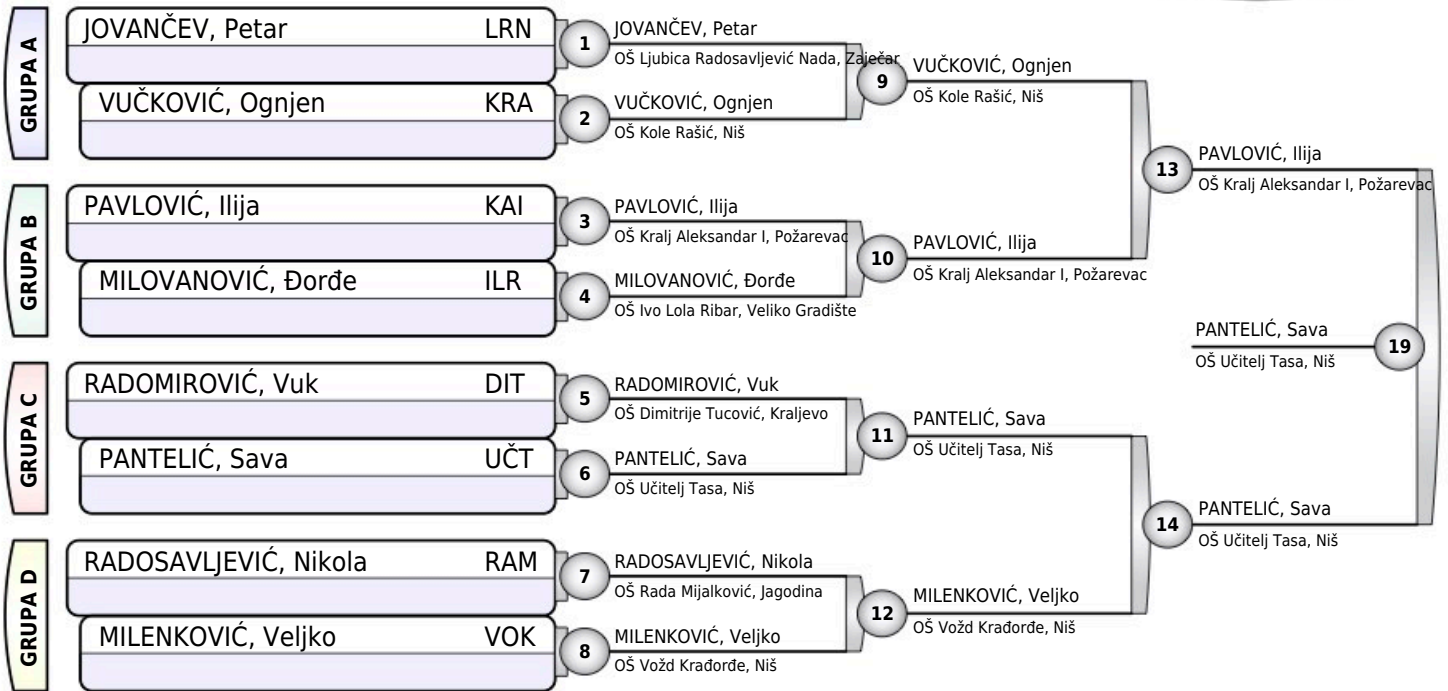 GRUPA A
JOVANČEV, Petar LRN
VUČKOVIĆ, Ognjen KRA
1
JOVANČEV, Petar
OŠ Ljubica Radosavljević Nada, Zaječar
2
VUČKOVIĆ, Ognjen
OŠ Kole Rašić, Niš
9
VUČKOVIĆ, Ognjen
OŠ Kole Rašić, Niš
GRUPA B
PAVLOVIĆ, Ilija KAI
MILOVANOVIĆ, Đorđe ILR
3
PAVLOVIĆ, Ilija
OŠ Kralj Aleksandar I, Požarevac
4
MILOVANOVIĆ, Đorđe
OŠ Ivo Lola Ribar, Veliko Gradište
10
PAVLOVIĆ, Ilija
OŠ Kralj Aleksandar I, Požarevac
13
PAVLOVIĆ, Ilija
OŠ Kralj Aleksandar I, Požarevac
GRUPA C
RADOMIROVIĆ, Vuk DIT
PANTELIĆ, Sava UČT
5
RADOMIROVIĆ, Vuk
OŠ Dimitrije Tucović, Kraljevo
6
PANTELIĆ, Sava
OŠ Učitelj Tasa, Niš
11
PANTELIĆ, Sava
OŠ Učitelj Tasa, Niš
GRUPA D
RADOSAVLJEVIĆ, Nikola RAM
MILENKOVIĆ, Veljko VOK
7
RADOSAVLJEVIĆ, Nikola
OŠ Rada Mijalković, Jagodina
8
MILENKOVIĆ, Veljko
OŠ Vožd Krađorđe, Niš
12
MILENKOVIĆ, Veljko
OŠ Vožd Krađorđe, Niš
14
PANTELIĆ, Sava
OŠ Učitelj Tasa, Niš
PANTELIĆ, Sava
OŠ Učitelj Tasa, Niš
19